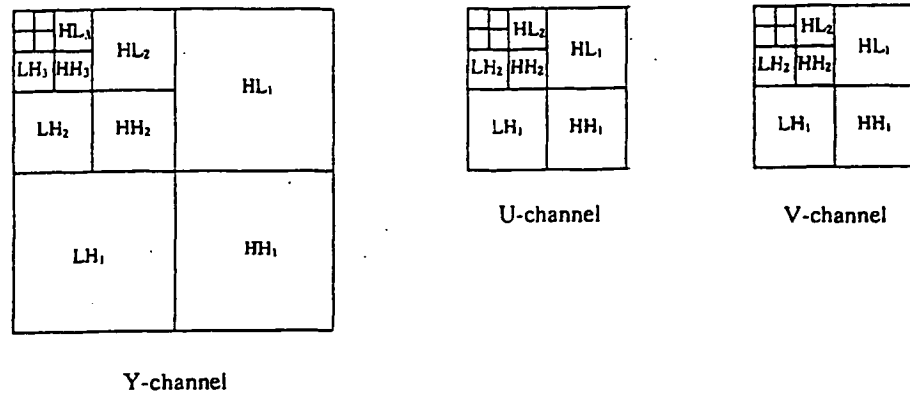 HL₃
LH₃ HH₃
HL₂
LH₂ HH₂
HL₁
LH₁ HH₁
Y-channel
HL₂
LH₂ HH₂
HL₁
LH₁ HH₁
U-channel
HL₂
LH₂ HH₂
HL₁
LH₁ HH₁
V-channel